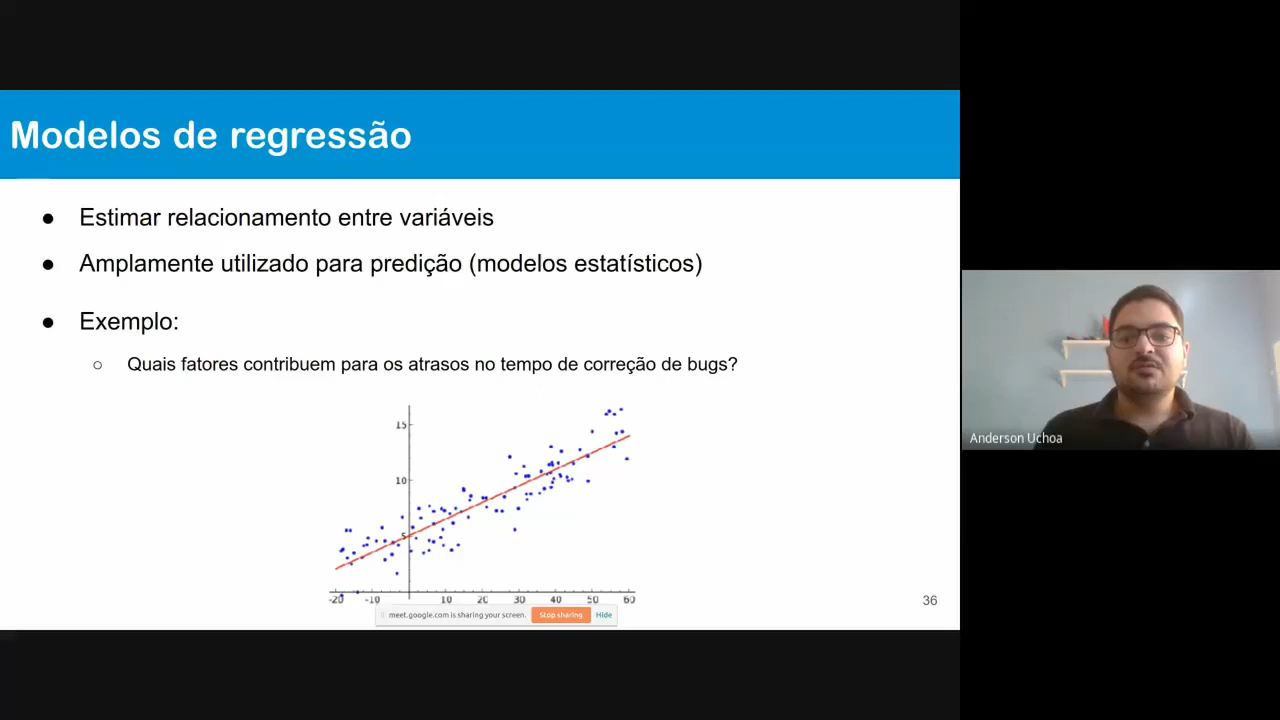 Modelos de regressão
● Estimar relacionamento entre variáveis
● Amplamente utilizado para predição (modelos estatísticos)
● Exemplo:
○ Quais fatores contribuem para os atrasos no tempo de correção de bugs?
15
10
5
-20 -10 10 20 30 40 50 60
meet.google.com is sharing your screen. Stop sharing Hide
36
Anderson Uchoa